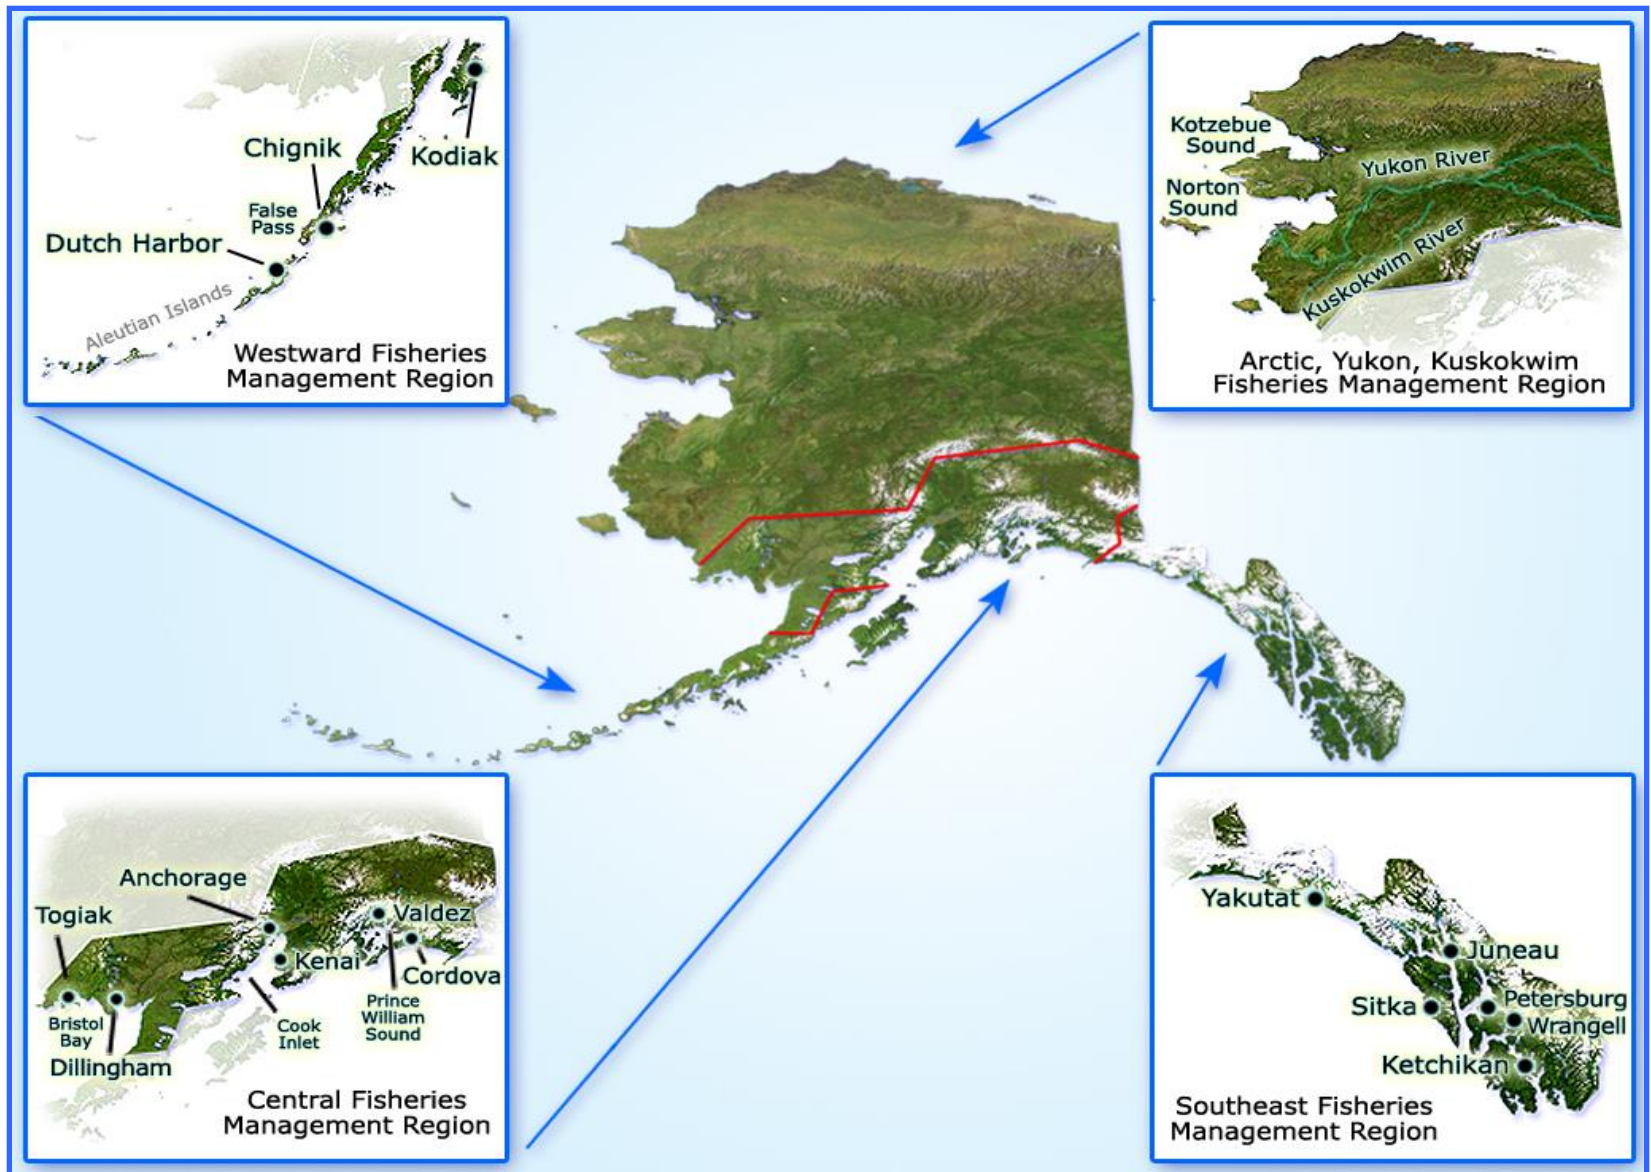 Chignik
Kodiak
False
Pass
Dutch Harbor
Aleutian Islands
Westward Fisheries
Management Region
Kotzebue
Sound
Yukon River
Norton
Sound
Kuskokwim River
Arctic, Yukon, Kuskokwim
Fisheries Management Region
Anchorage
Togiak
Valdez
Kenai
Cordova
Bristol
Bay
Cook
Inlet
Prince
William
Sound
Dillingham
Central Fisheries
Management Region
Yakutat
Juneau
Sitka
Petersburg
Wrangell
Ketchikan
Southeast Fisheries
Management Region